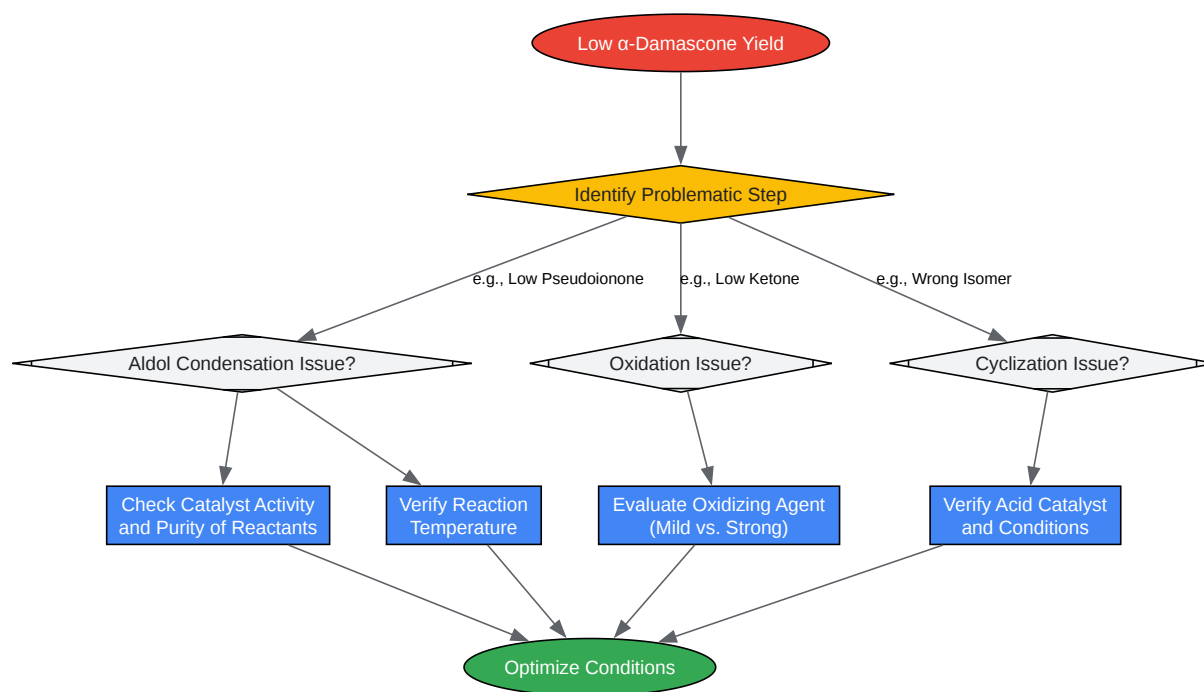 Low α-Damascone Yield
Identify Problematic Step
e.g., Low Pseudoionone
e.g., Low Ketone
e.g., Wrong Isomer
Aldol Condensation Issue?
Oxidation Issue?
Cyclization Issue?
Check Catalyst Activity
and Purity of Reactants
Verify Reaction
Temperature
Evaluate Oxidizing Agent
(Mild vs. Strong)
Verify Acid Catalyst
and Conditions
Optimize Conditions